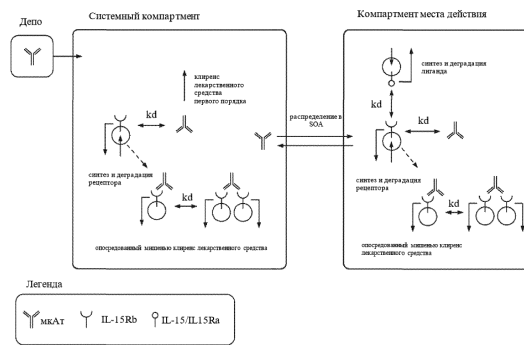 Депо
Системный компартмент
Компартмент места действия
клиренс
лекарственного
средства
первого порядка
kd
синтез и деградация
рецептора
kd
опосредованный мишенью клиренс лекарственного средства
распределение в
SOA
синтез и деградация
лиганда
kd
kd
синтез и деградация
рецептора
kd
опосредованный мишенью клиренс
лекарственного средства
Легенда
мкАт
IL-15Rb
IL-15/IL15Ra